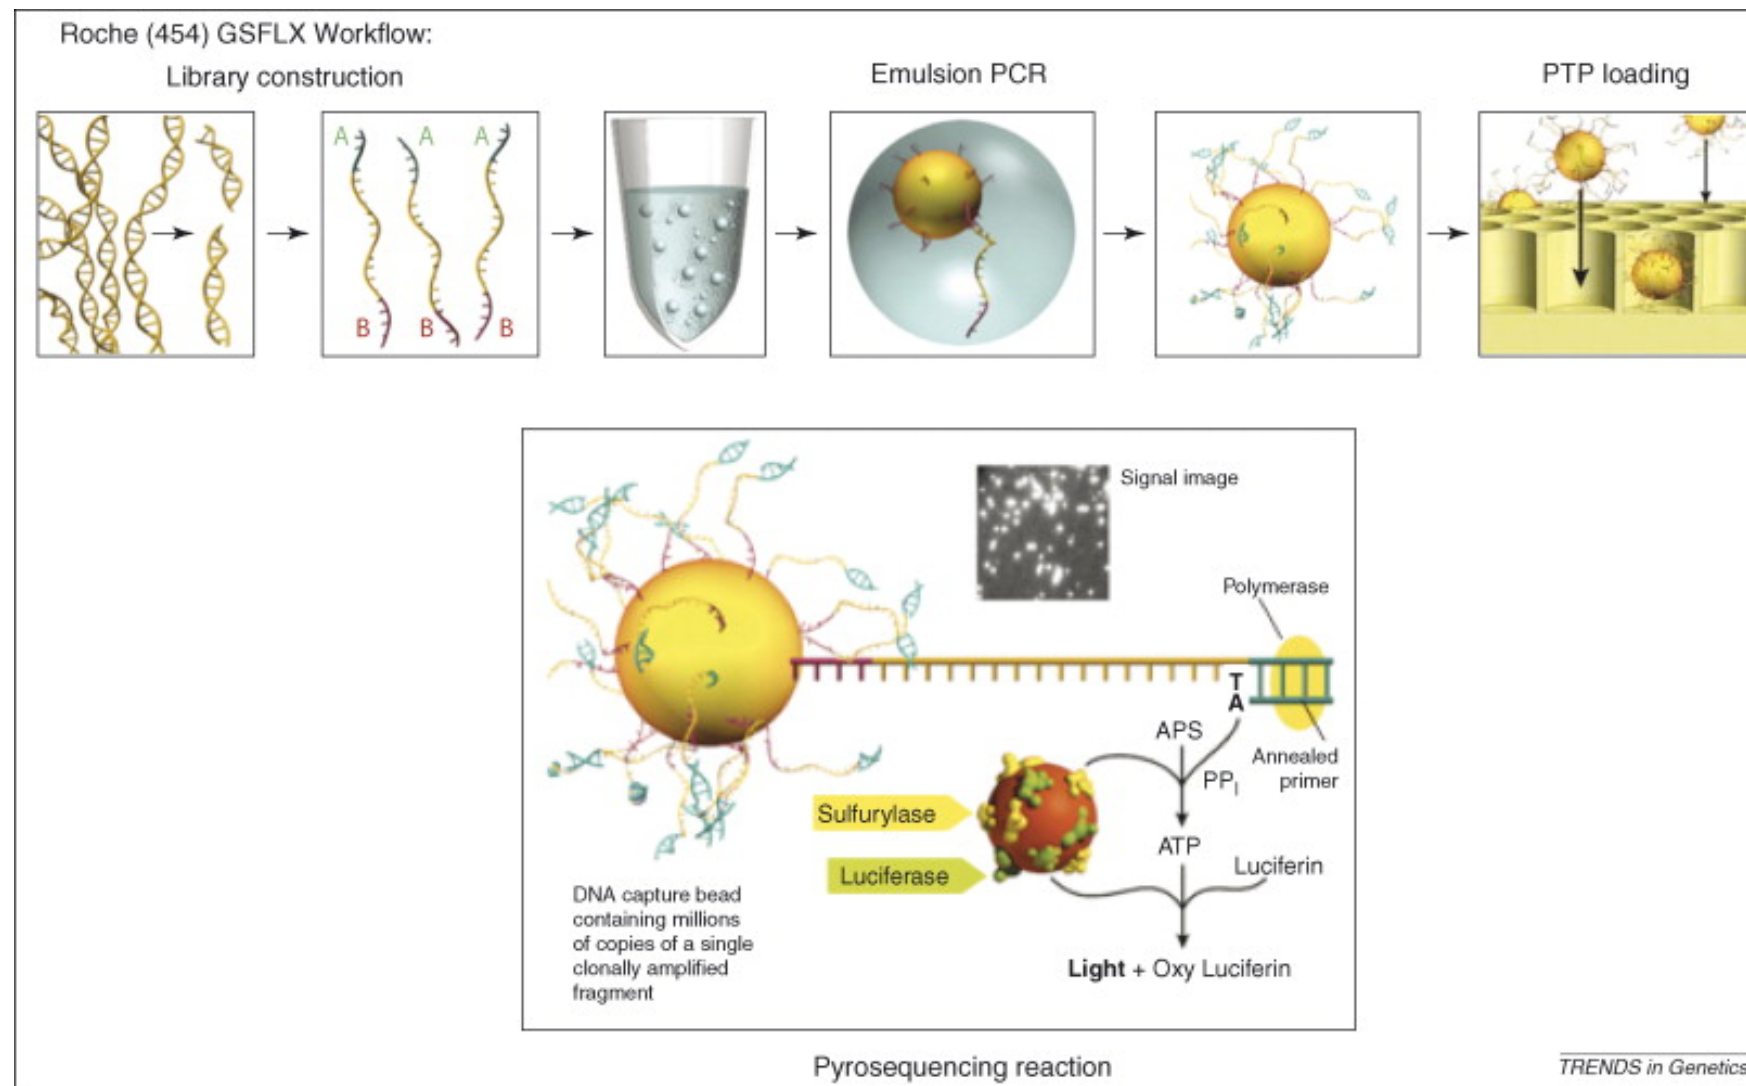 Roche (454) GSFLX Workflow:
Library construction
Emulsion PCR
PTP loading
A
A
A
B
B
B
Signal image
Polymerase
T
A
APS
Annealed
primer
PPI
Sulfurylase
ATP
Luciferin
Luciferase
DNA capture bead
containing millions
of copies of a single
clonally amplified
fragment
Light + Oxy Luciferin
Pyrosequencing reaction
TRENDS in Genetics